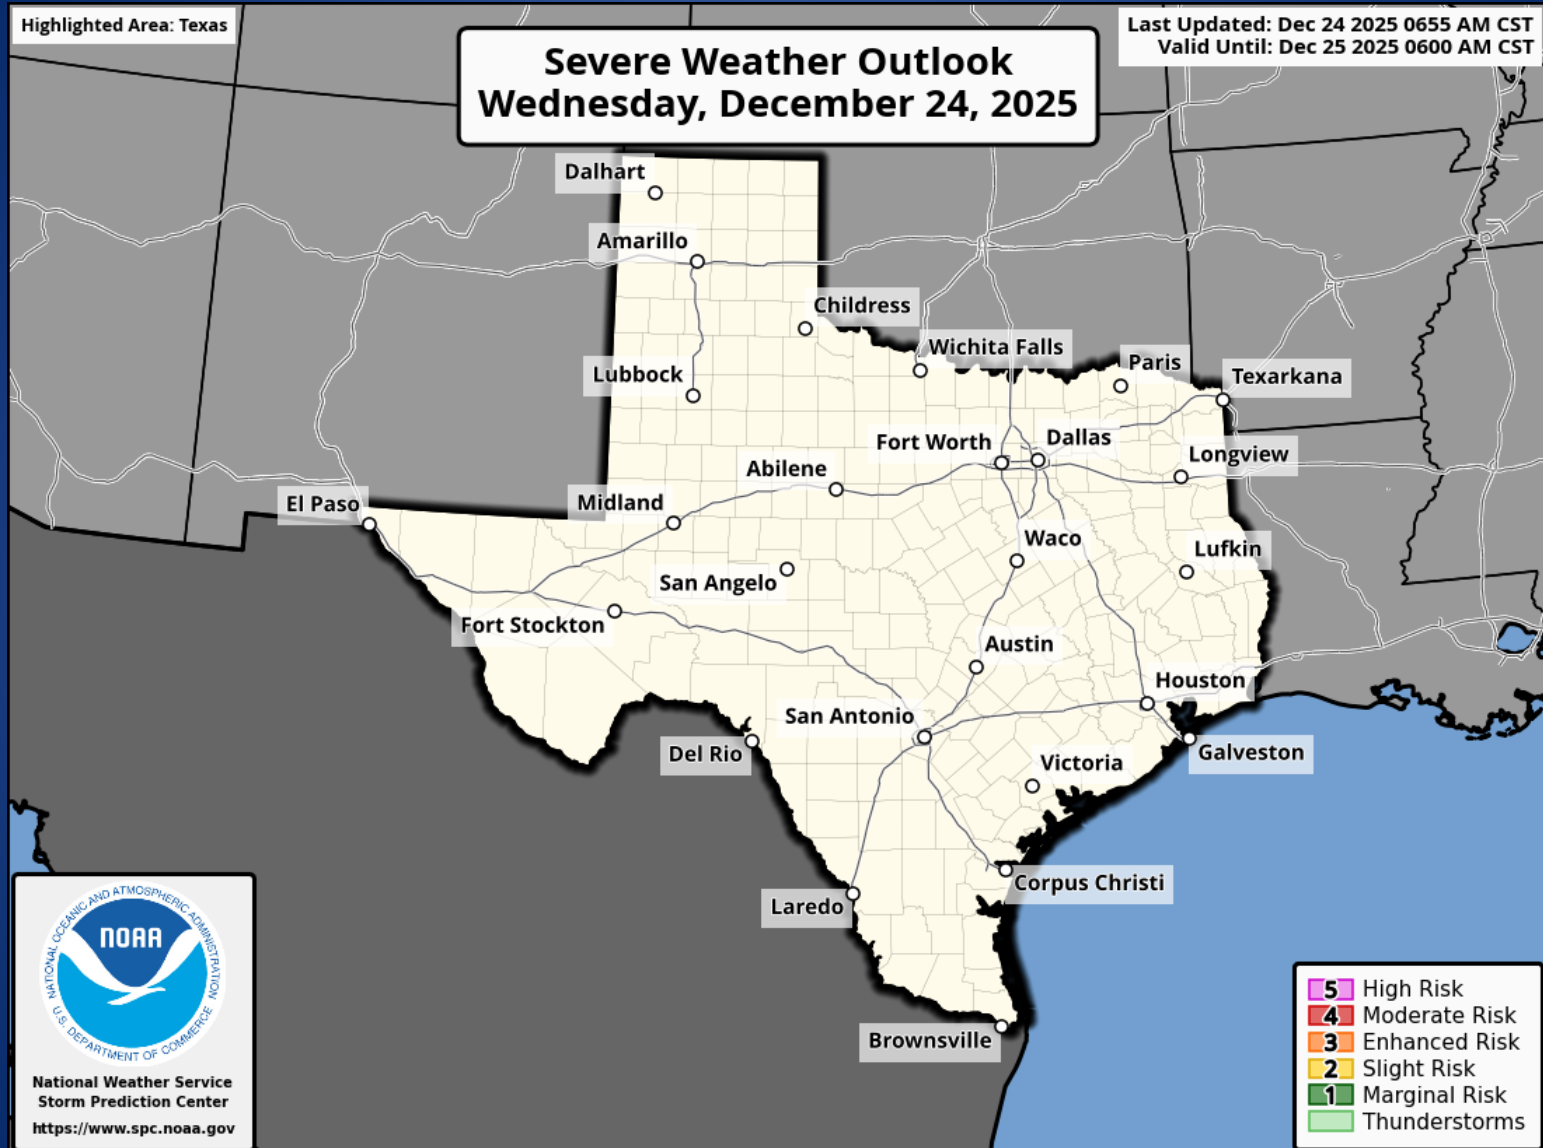 Highlighted Area: Texas
Severe Weather Outlook
Wednesday, December 24, 2025
Last Updated: Dec 24 2025 0655 AM CST
Valid Until: Dec 25 2025 0600 AM CST
Dalhart
Amarillo
Childress
Wichita Falls
Paris
Texarkana
Lubbock
Fort Worth
Dallas
Longview
Abilene
Midland
El Paso
Waco
Lufkin
San Angelo
Fort Stockton
Austin
Houston
San Antonio
Del Rio
Galveston
Victoria
Corpus Christi
Laredo
Brownsville
NATIONAL OCEANIC AND ATMOSPHERIC ADMINISTRATION
NOAA
U.S. DEPARTMENT OF COMMERCE
National Weather Service
Storm Prediction Center
https://www.spc.noaa.gov
5 High Risk
4 Moderate Risk
3 Enhanced Risk
2 Slight Risk
1 Marginal Risk
Thunderstorms